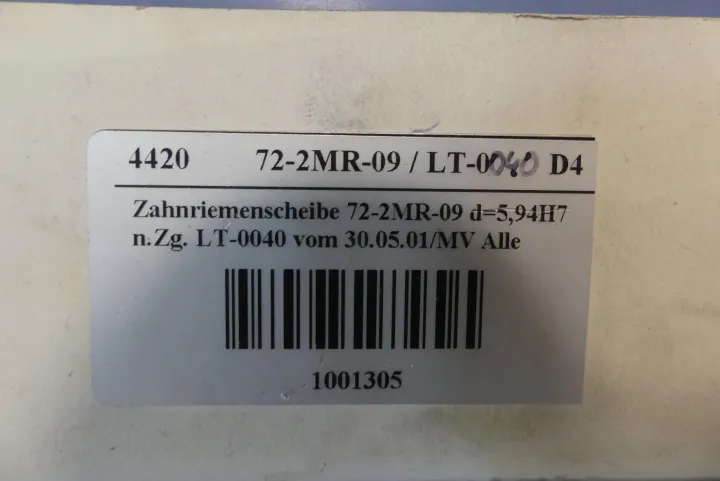 4420 72-2MR-09 / LT-0040 D4
Zahnriemenscheibe 72-2MR-09 d=5,94H7
n.Zg. LT-0040 vom 30.05.01/MV Alle
1001305